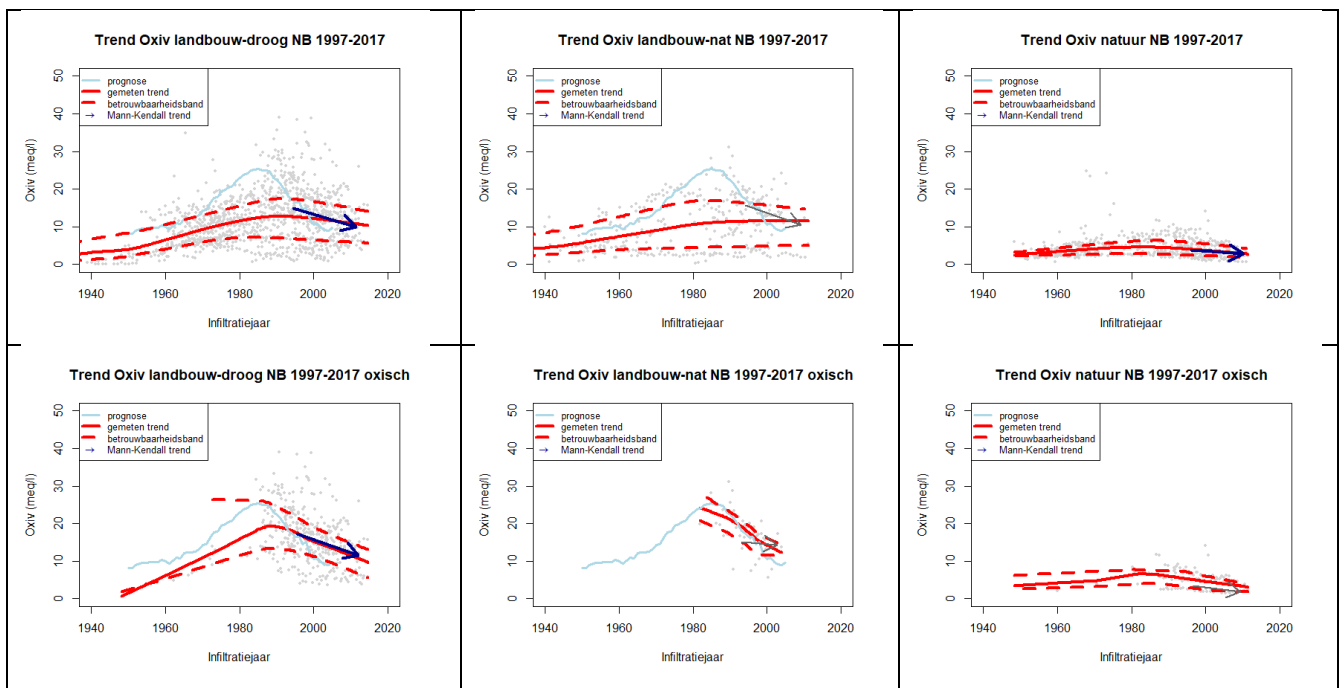 Trend Oxiv landbouw-droog NB 1997-2017
prognose
gemeten trend
betrouwbaarheidsband
Mann-Kendall trend
Oxiv (meq/l)
0 10 20 30 40 50
1940 1960 1980 2000 2020
Infiltratiejaar
Trend Oxiv landbouw-nat NB 1997-2017
prognose
gemeten trend
betrouwbaarheidsband
Mann-Kendall trend
Oxiv (meq/l)
0 10 20 30 40 50
1940 1960 1980 2000 2020
Infiltratiejaar
Trend Oxiv natuur NB 1997-2017
prognose
gemeten trend
betrouwbaarheidsband
Mann-Kendall trend
Oxiv (meq/l)
0 10 20 30 40 50
1940 1960 1980 2000 2020
Infiltratiejaar
Trend Oxiv landbouw-droog NB 1997-2017 oxisch
prognose
gemeten trend
betrouwbaarheidsband
Mann-Kendall trend
Oxiv (meq/l)
0 10 20 30 40 50
1940 1960 1980 2000 2020
Infiltratiejaar
Trend Oxiv landbouw-nat NB 1997-2017 oxisch
prognose
gemeten trend
betrouwbaarheidsband
Mann-Kendall trend
Oxiv (meq/l)
0 10 20 30 40 50
1940 1960 1980 2000 2020
Infiltratiejaar
Trend Oxiv natuur NB 1997-2017 oxisch
prognose
gemeten trend
betrouwbaarheidsband
Mann-Kendall trend
Oxiv (meq/l)
0 10 20 30 40 50
1940 1960 1980 2000 2020
Infiltratiejaar